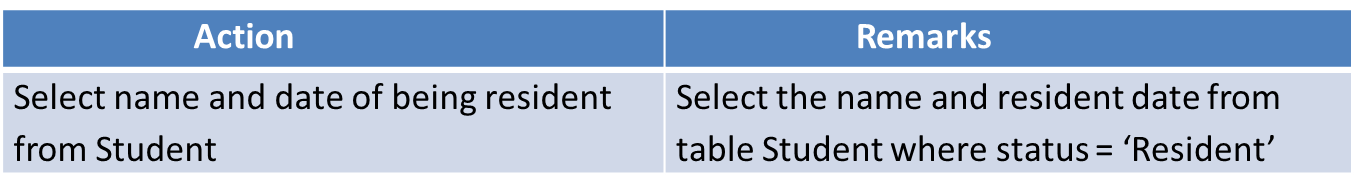 Action
Remarks
Select name and date of being resident
from Student
Select the name and resident date from
table Student where status = ‘Resident’